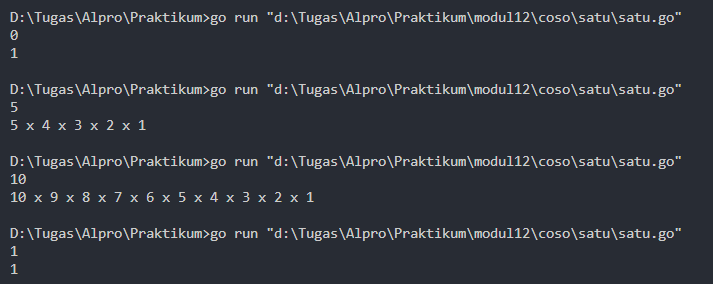 D:\Tugas\Alpro\Praktikum>go run "d:\Tugas\Alpro\Praktikum\modul12\coso\satu\satu.go"
0
1
D:\Tugas\Alpro\Praktikum>go run "d:\Tugas\Alpro\Praktikum\modul12\coso\satu\satu.go"
5
5 x 4 x 3 x 2 x 1
D:\Tugas\Alpro\Praktikum>go run "d:\Tugas\Alpro\Praktikum\modul12\coso\satu\satu.go"
10
10 x 9 x 8 x 7 x 6 x 5 x 4 x 3 x 2 x 1
D:\Tugas\Alpro\Praktikum>go run "d:\Tugas\Alpro\Praktikum\modul12\coso\satu\satu.go"
1
1